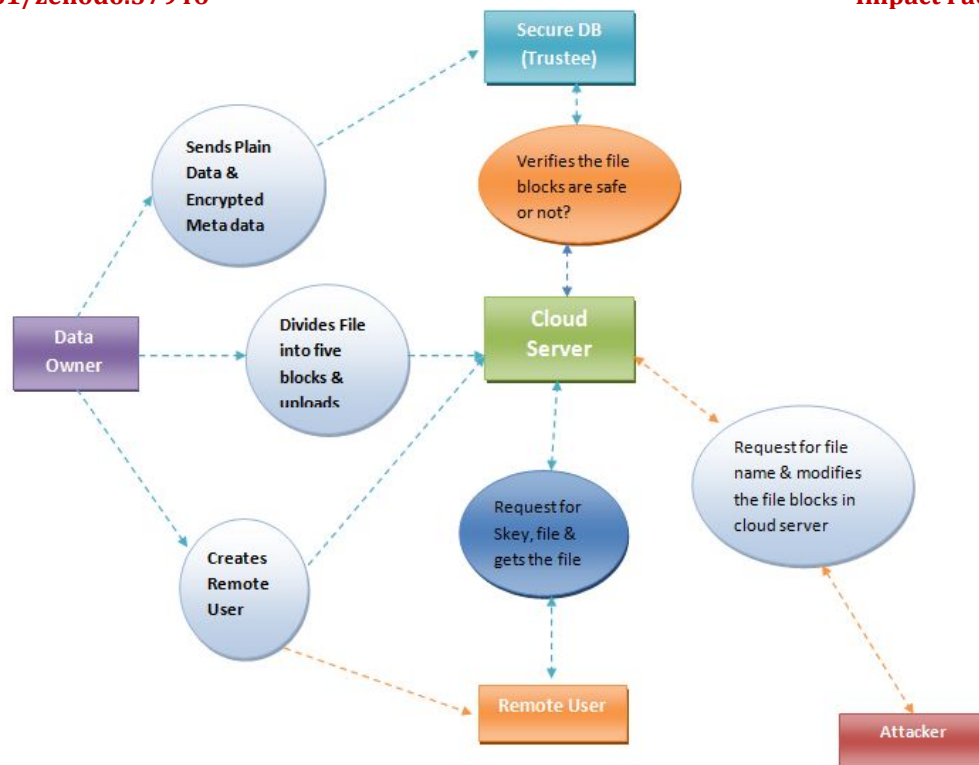 Secure DB
(Trustee)
Sends Plain
Data &
Encrypted
Meta data
Verifies the file
blocks are safe
or not?
Data
Owner
Divides File
into five
blocks &
uploads
Cloud
Server
Request for file
name & modifies
the file blocks in
cloud server
Request for
Skey, file &
gets the file
Creates
Remote
User
Remote User
Attacker